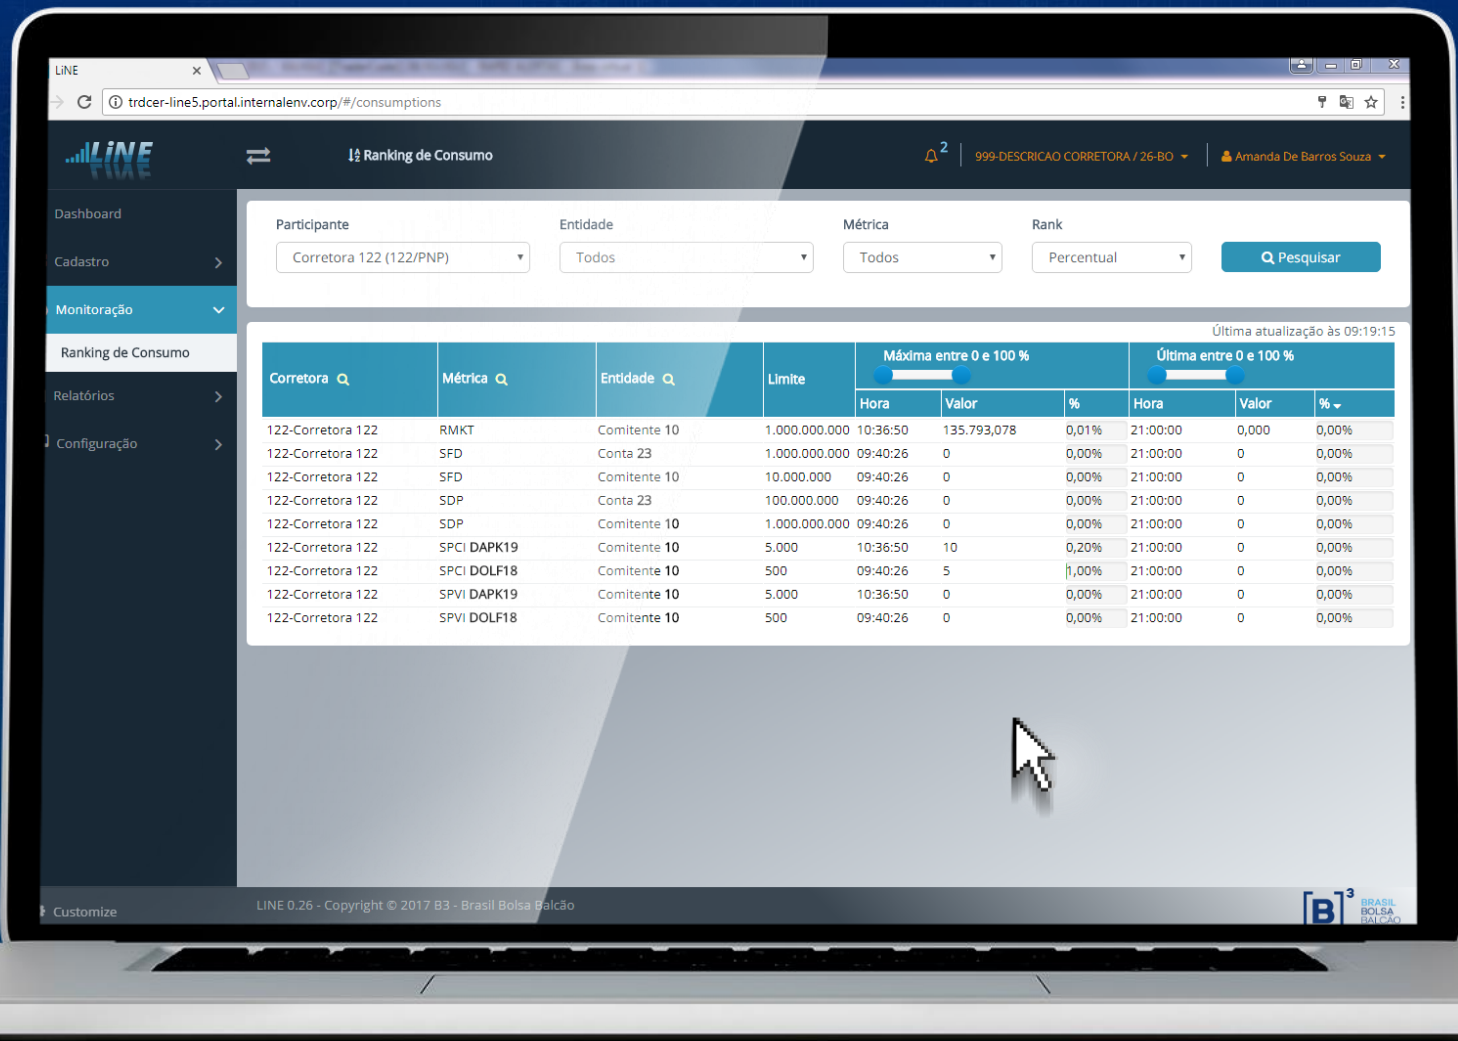 LiNE
trdcer-line5.portal.internalenv.corp/#/consumptions
LiNE
Ranking de Consumo
2
999-DESCRICAO CORRETORA / 26-BO
Amanda De Barros Souza
Dashboard
Cadastro
Monitoração
Ranking de Consumo
Relatórios
Configuração
Customize
Participante Entidade Métrica Rank
Corretora 122 (122/PNP) Todos Todos Percentual Pesquisar
Última atualização às 09:19:15
Corretora Métrica Entidade Limite Máxima entre 0 e 100 % Última entre 0 e 100 %
Hora Valor % Hora Valor %
122-Corretora 122 RMKT Comitente 10 1.000.000.000 10:36:50 135.793,078 0,01% 21:00:00 0,000 0,00%
122-Corretora 122 SFD Conta 23 1.000.000.000 09:40:26 0 0,00% 21:00:00 0 0,00%
122-Corretora 122 SFD Comitente 10 10.000.000 09:40:26 0 0,00% 21:00:00 0 0,00%
122-Corretora 122 SDP Conta 23 100.000.000 09:40:26 0 0,00% 21:00:00 0 0,00%
122-Corretora 122 SDP Comitente 10 1.000.000.000 09:40:26 0 0,00% 21:00:00 0 0,00%
122-Corretora 122 SPCI DAPK19 Comitente 10 5.000 10:36:50 10 0,20% 21:00:00 0 0,00%
122-Corretora 122 SPCI DOLF18 Comitente 10 500 09:40:26 5 1,00% 21:00:00 0 0,00%
122-Corretora 122 SPVI DAPK19 Comitente 10 5.000 10:36:50 0 0,00% 21:00:00 0 0,00%
122-Corretora 122 SPVI DOLF18 Comitente 10 500 09:40:26 0 0,00% 21:00:00 0 0,00%
LINE 0.26 - Copyright © 2017 B3 - Brasil Bolsa Balcão
[B]³
BRASIL
BOLSA
BALCÃO